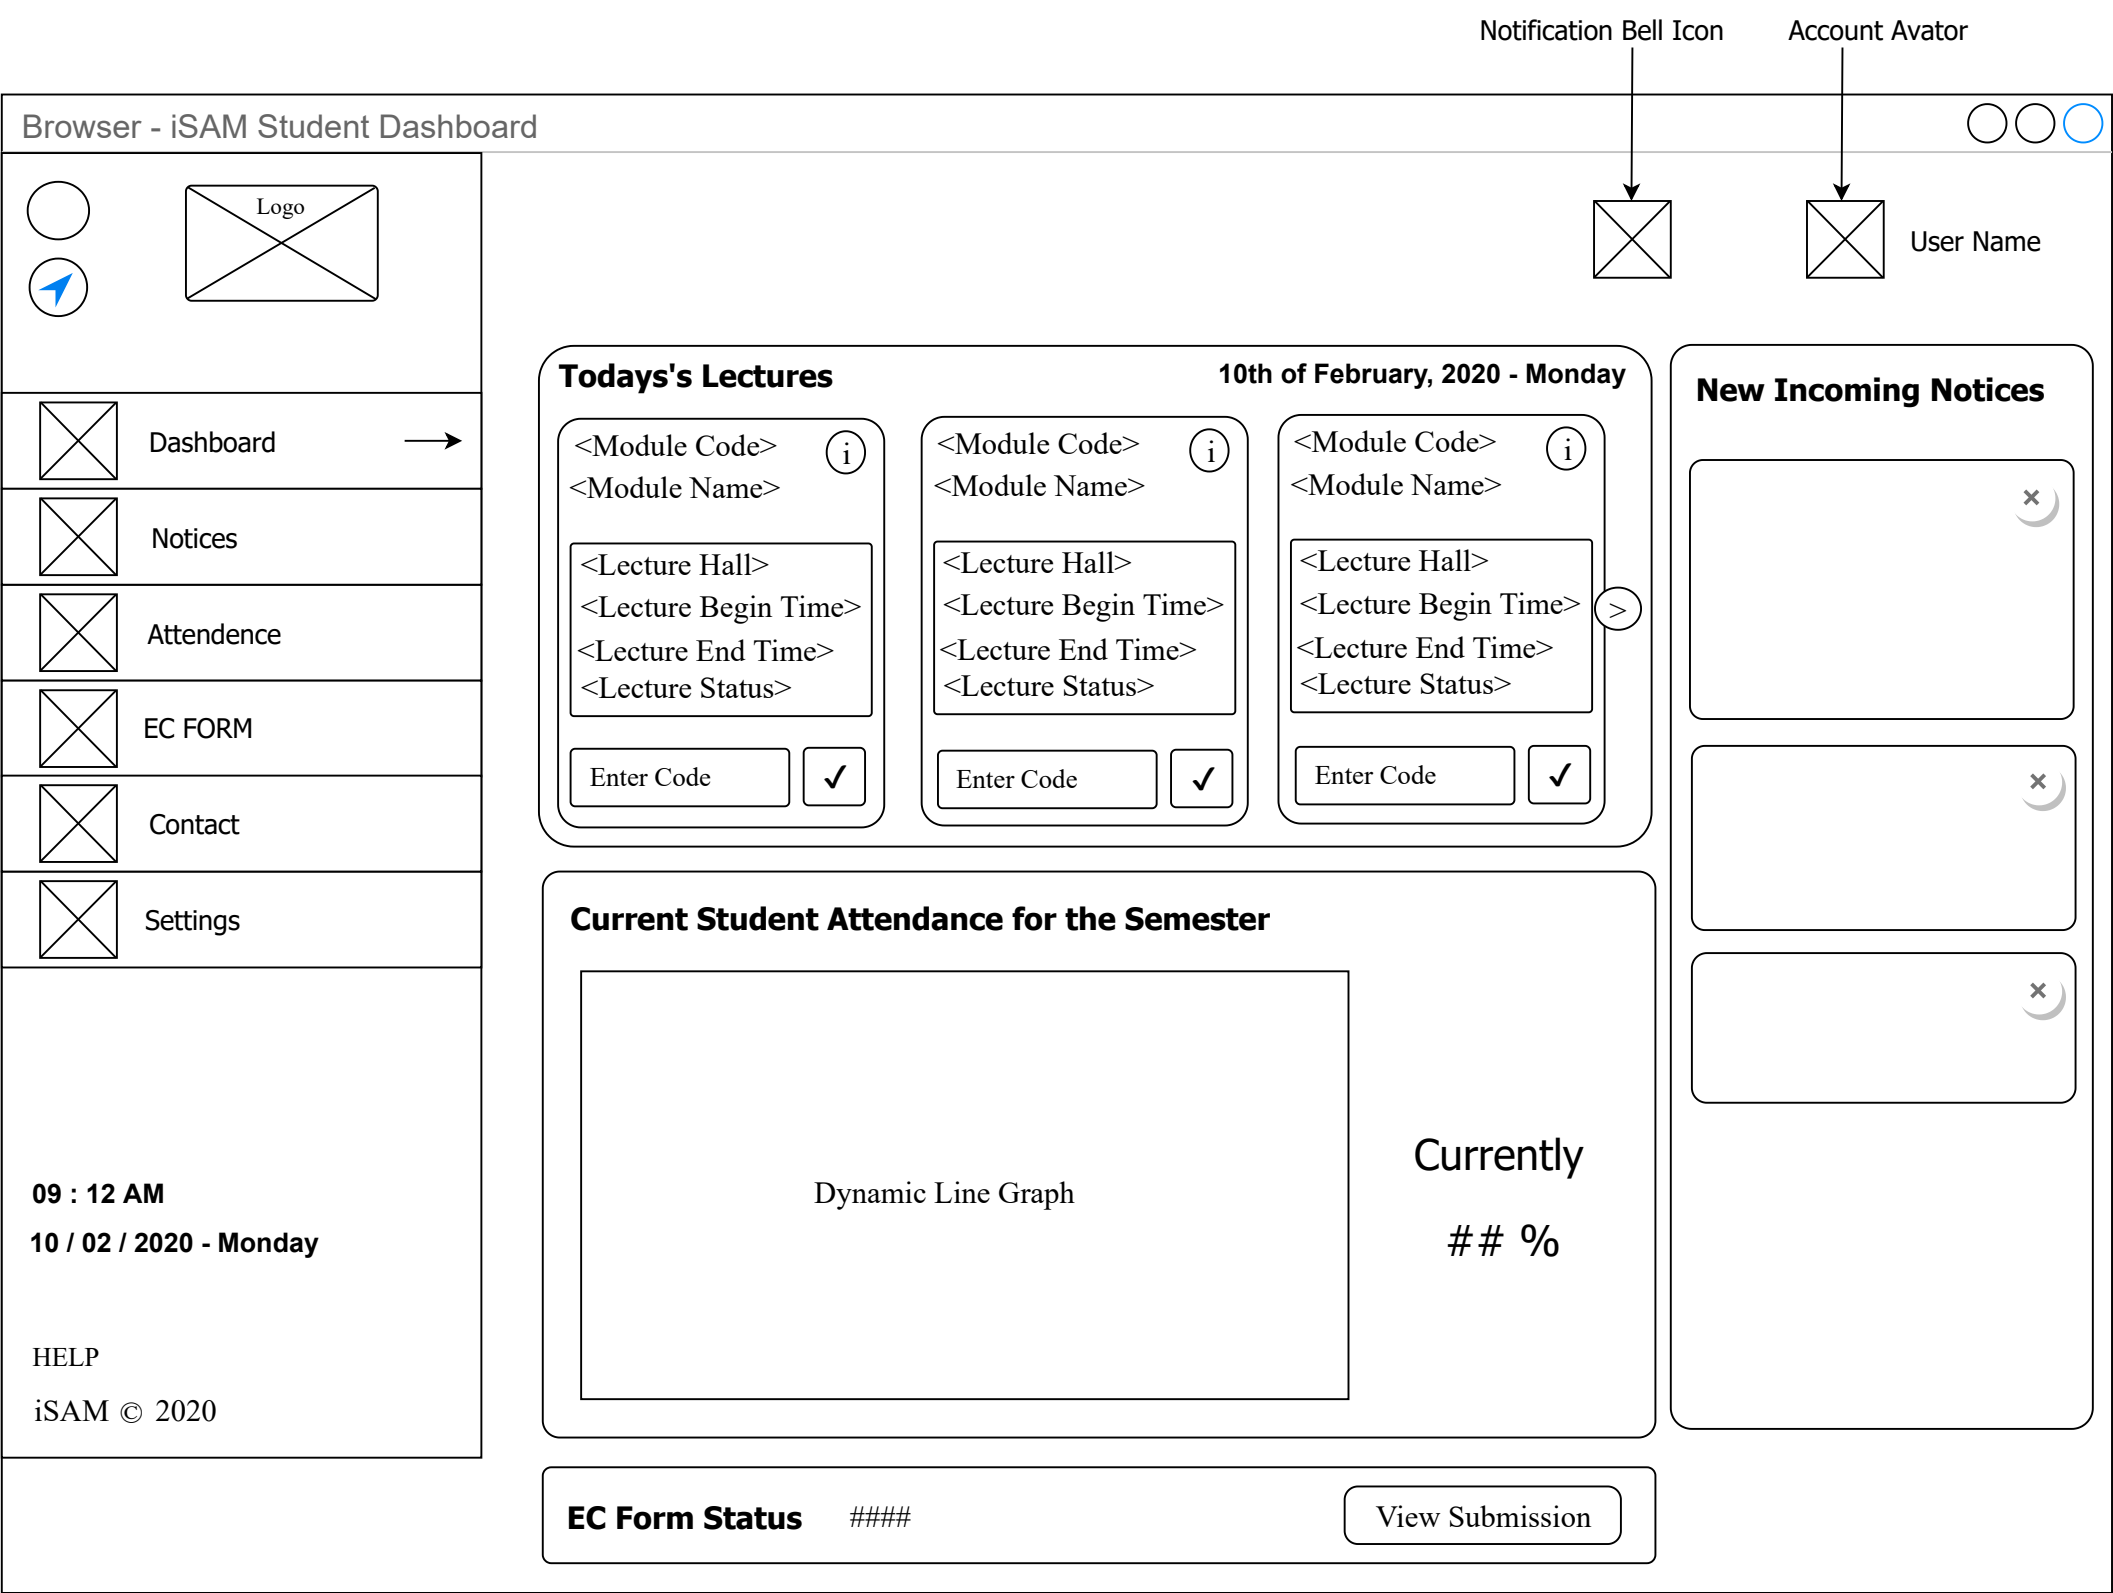 Notification Bell Icon
Account Avator
Browser - iSAM Student Dashboard
Logo
User Name
Dashboard
Notices
Attendence
EC FORM
Contact
Settings
09 : 12 AM
10 / 02 / 2020 - Monday
HELP
iSAM © 2020
Todays's Lectures
10th of February, 2020 - Monday
<Module Code>
i
<Module Name>
<Lecture Hall>
<Lecture Begin Time>
<Lecture End Time>
<Lecture Status>
Enter Code
✓
<Module Code>
i
<Module Name>
<Lecture Hall>
<Lecture Begin Time>
<Lecture End Time>
<Lecture Status>
Enter Code
✓
<Module Code>
i
<Module Name>
<Lecture Hall>
<Lecture Begin Time>
<Lecture End Time>
<Lecture Status>
Enter Code
✓
>
New Incoming Notices
×
×
×
Current Student Attendance for the Semester
Dynamic Line Graph
Currently
## %
EC Form Status
####
View Submission